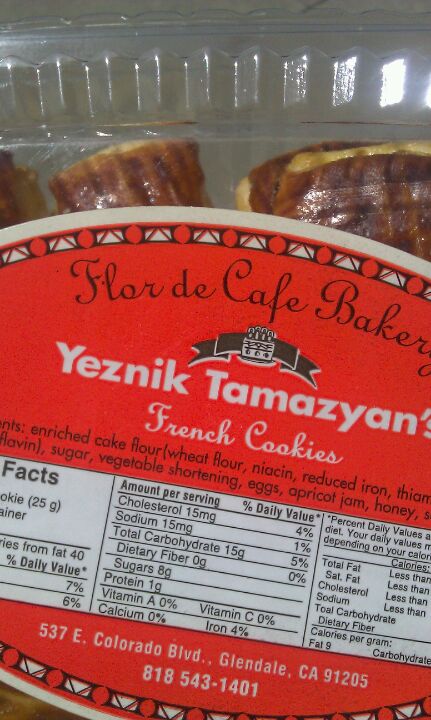 Flor de Cafe Bakery
Yeznik Tamazyan's
French Cookies
ents: enriched cake flour(wheat flour, niacin, reduced iron, thiam
flavin), sugar, vegetable shortening, eggs, apricot jam, honey, s
Facts
okie (25 g)
ainer
ries from fat 40
% Daily Value*
7%
6%
Amount per serving % Daily Value*
Cholesterol 15mg 4%
Sodium 15mg 1%
Total Carbohydrate 15g 5%
Dietary Fiber 0g 0%
Sugars 8g
Protein 1g
Vitamin A 0% Vitamin C 0%
Calcium 0% Iron 4%
*Percent Daily Values a
diet. Your daily values m
depending on your calori
Calories:
Total Fat Less than
Sat. Fat Less than
Cholesterol Less than
Sodium Less than
Toal Carbohydrate
Dietary Fiber
Calories per gram:
Fat 9 Carbohydrate
537 E. Colorado Blvd., Glendale, CA 91205
818 543-1401